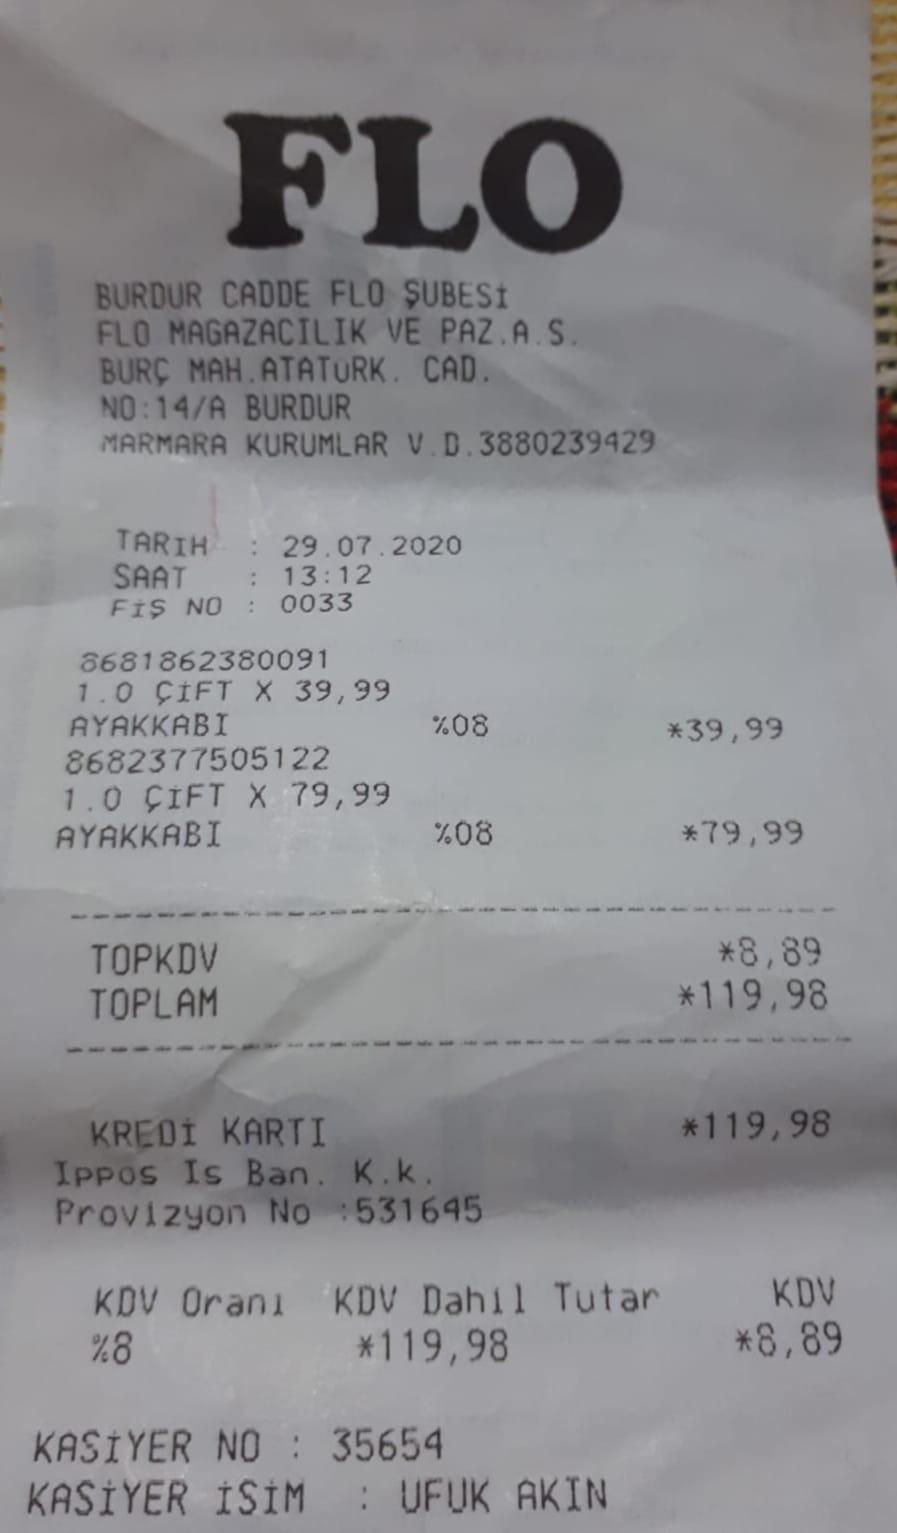 FLO
BURDUR CADDE FLO ŞUBESİ
FLO MAGAZACILIK VE PAZ.A.S.
BURÇ MAH.ATATÜRK. CAD.
NO:14/A BURDUR
MARMARA KURUMLAR V.D.3880239429
TARIH : 29.07.2020
SAAT : 13:12
FİŞ NO : 0033
8681862380091
1.0 ÇİFT X 39,99
AYAKKABI %08 *39,99
8682377505122
1.0 ÇİFT X 79,99
AYAKKABI %08 *79,99
TOPKDV *8,89
TOPLAM *119,98
KREDİ KARTI *119,98
Ippos Is Ban. K.k.
Provizyon No :531645
KDV Oranı KDV Dahil Tutar KDV
%8 *119,98 *8,89
KASİYER NO : 35654
KASİYER İSİM : UFUK AKIN